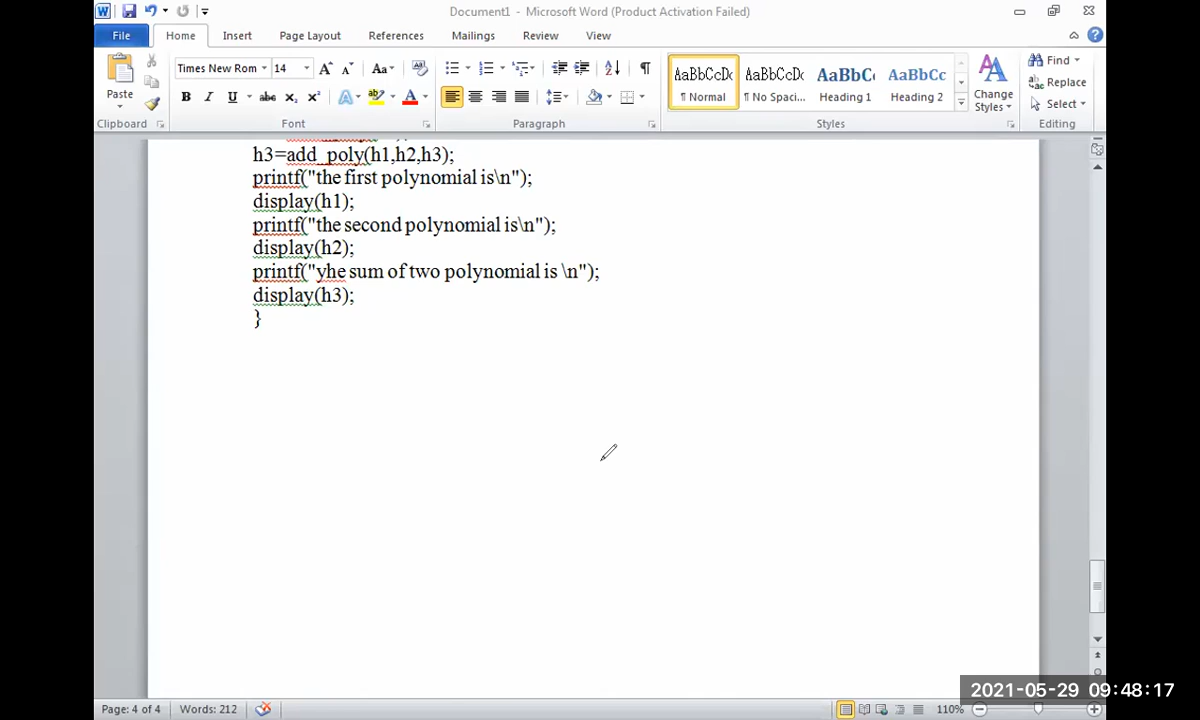 Document1 - Microsoft Word (Product Activation Failed)
File Home Insert Page Layout References Mailings Review View
Times New Rom 14
Paste
AaBbCcDc AaBbCcDc AaBbC AaBbCc
¶ Normal ¶ No Spaci... Heading 1 Heading 2
Change Styles
Find
Replace
Select
Clipboard Font Paragraph Styles Editing
h3=add_poly(h1,h2,h3);
printf("the first polynomial is\n");
display(h1);
printf("the second polynomial is\n");
display(h2);
printf("yhe sum of two polynomial is \n");
display(h3);
}
2021-05-29 09:48:17
Page: 4 of 4 Words: 212 110%